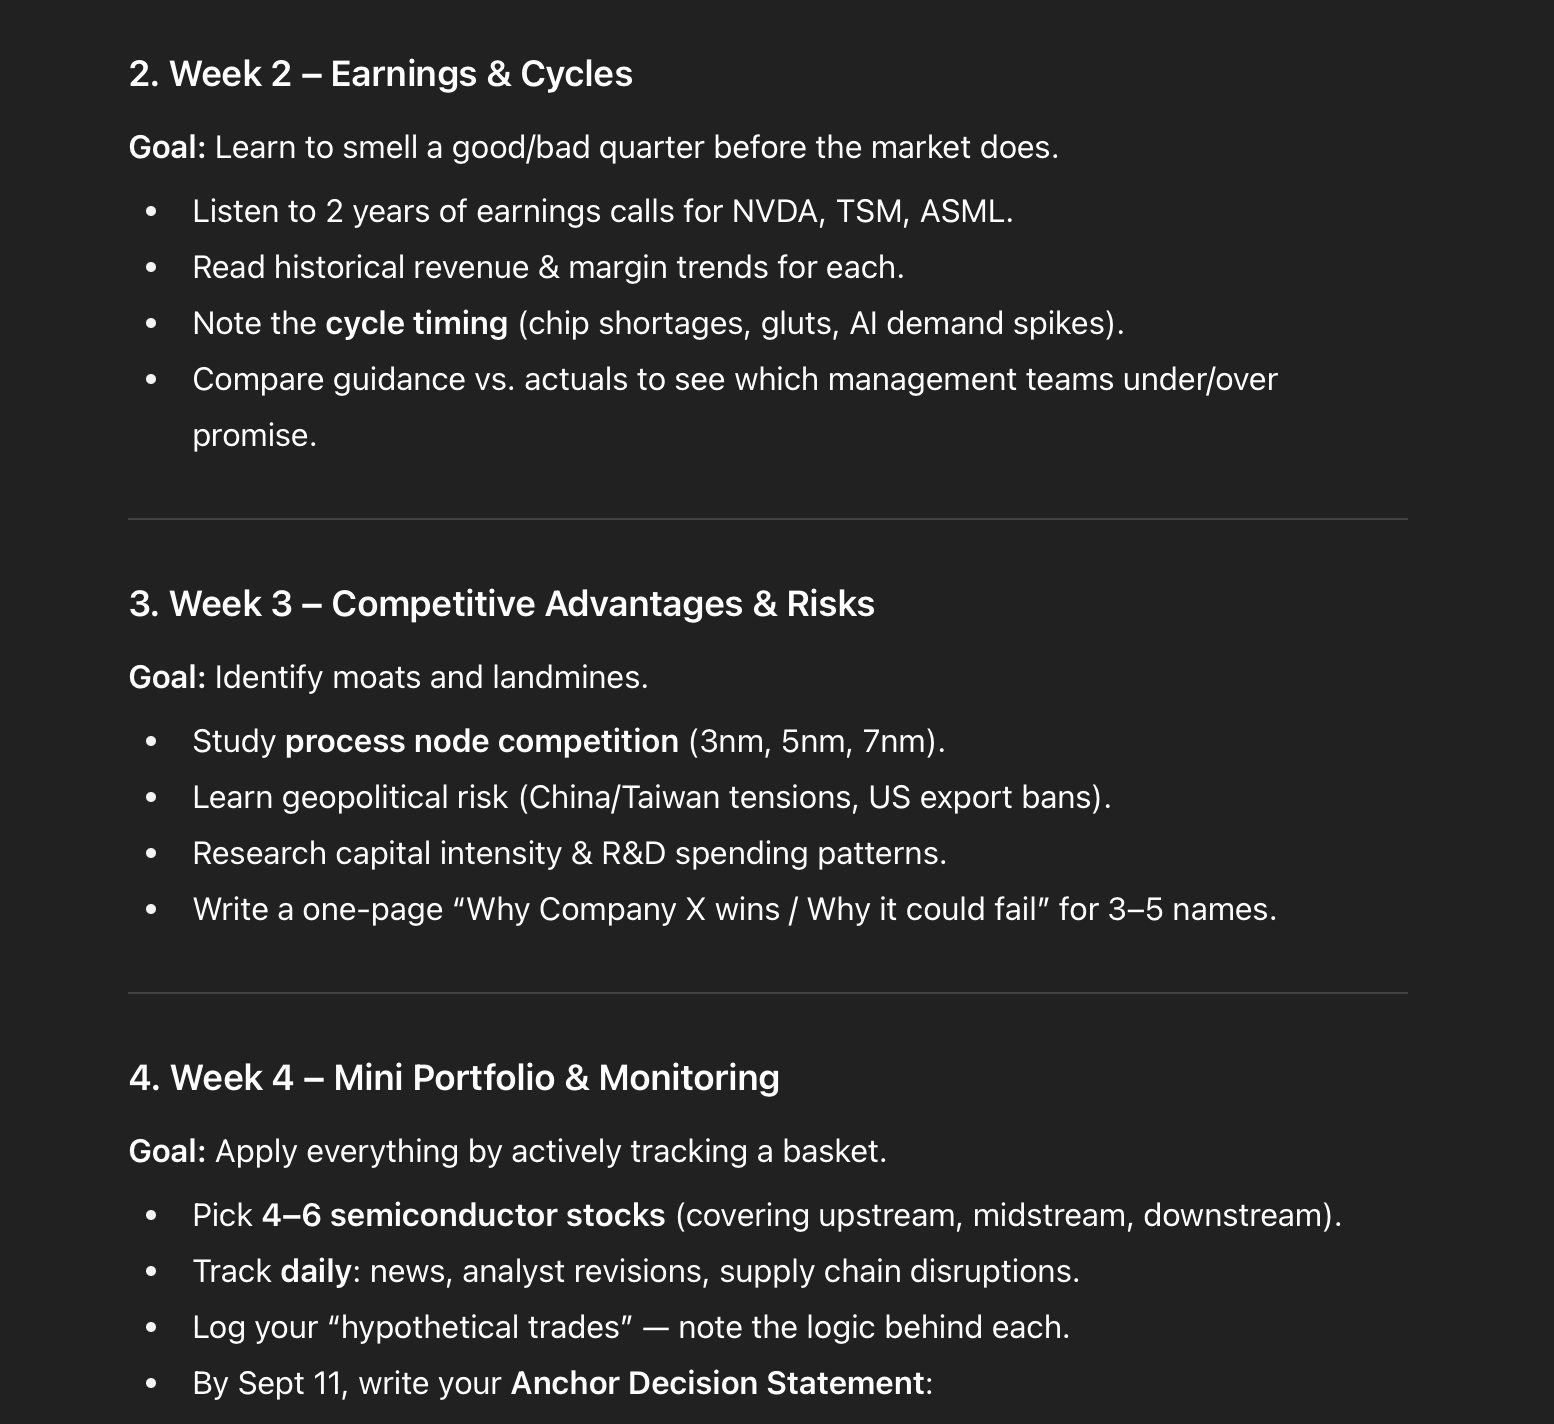 2. Week 2 – Earnings & Cycles
Goal: Learn to smell a good/bad quarter before the market does.
• Listen to 2 years of earnings calls for NVDA, TSM, ASML.
• Read historical revenue & margin trends for each.
• Note the cycle timing (chip shortages, gluts, AI demand spikes).
• Compare guidance vs. actuals to see which management teams under/over
promise.
3. Week 3 – Competitive Advantages & Risks
Goal: Identify moats and landmines.
• Study process node competition (3nm, 5nm, 7nm).
• Learn geopolitical risk (China/Taiwan tensions, US export bans).
• Research capital intensity & R&D spending patterns.
• Write a one-page “Why Company X wins / Why it could fail” for 3–5 names.
4. Week 4 – Mini Portfolio & Monitoring
Goal: Apply everything by actively tracking a basket.
• Pick 4–6 semiconductor stocks (covering upstream, midstream, downstream).
• Track daily: news, analyst revisions, supply chain disruptions.
• Log your “hypothetical trades” — note the logic behind each.
• By Sept 11, write your Anchor Decision Statement: